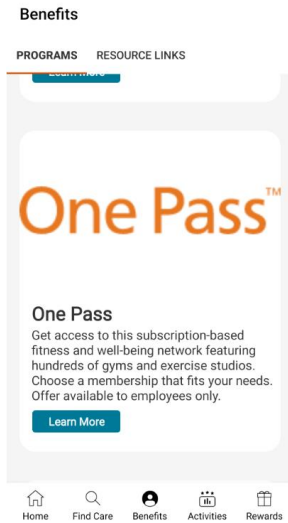 Benefits
PROGRAMS RESOURCE LINKS
Learn More
One Pass™
One Pass
Get access to this subscription-based
fitness and well-being network featuring
hundreds of gyms and exercise studios.
Choose a membership that fits your needs.
Offer available to employees only.
Learn More
Home Find Care Benefits Activities Rewards